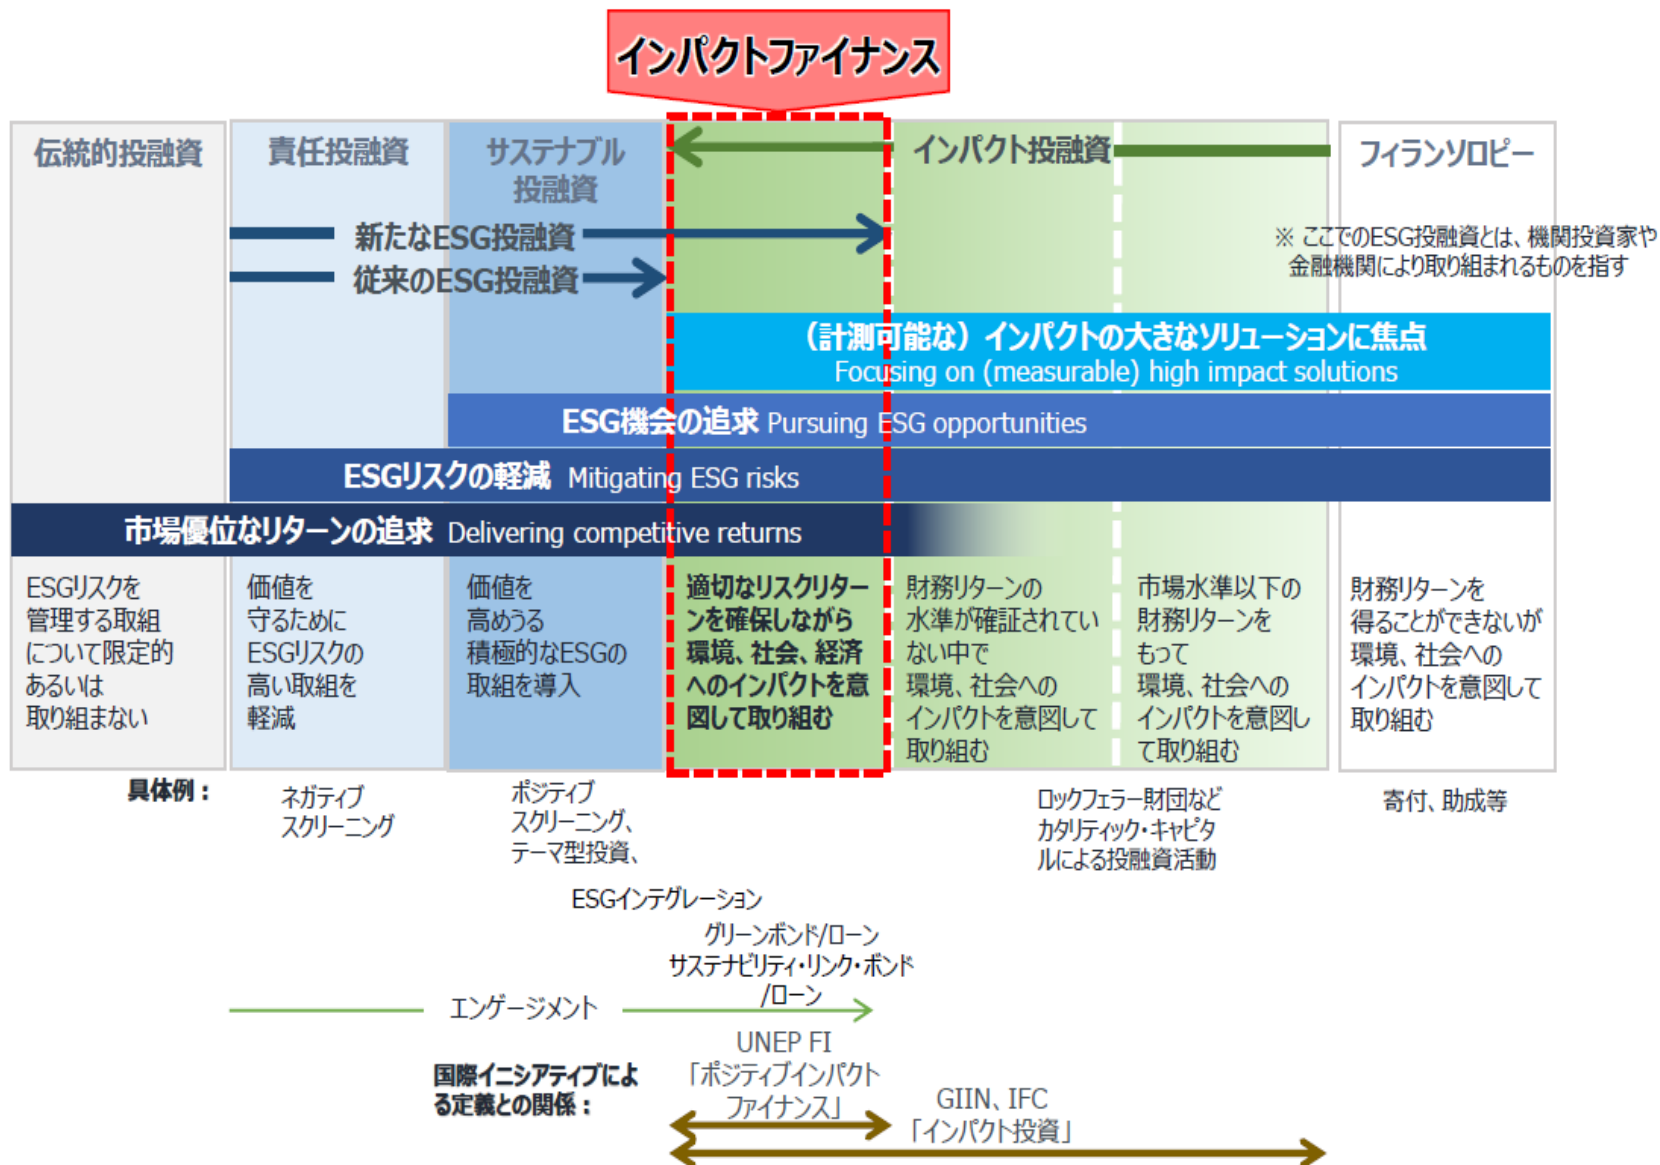 インパクトファイナンス
伝統的投融資
責任投融資
サステナブル
投融資
インパクト投融資
フィランソロピー
新たなESG投融資
従来のESG投融資
※ ここでのESG投融資とは、機関投資家や
金融機関により取り組まれるものを指す
(計測可能な)インパクトの大きなソリューションに焦点
Focusing on (measurable) high impact solutions
ESG機会の追求 Pursuing ESG opportunities
ESGリスクの軽減 Mitigating ESG risks
市場優位なリターンの追求 Delivering competitive returns
ESGリスクを
管理する取組
について限定的
あるいは
取り組まない
価値を
守るために
ESGリスクの
高い取組を
軽減
価値を
高めうる
積極的なESGの
取組を導入
適切なリスクリター
ンを確保しながら
環境、社会、経済
へのインパクトを意
図して取り組む
財務リターンの
水準が確証されてい
ない中で
環境、社会への
インパクトを意図して
取り組む
市場水準以下の
財務リターンを
もって
環境、社会への
インパクトを意図し
て取り組む
財務リターンを
得ることができないが
環境、社会への
インパクトを意図して
取り組む
具体例:
ネガティブ
スクリーニング
ポジティブ
スクリーニング、
テーマ型投資、
ロックフェラー財団など
カタリティック・キャピタ
ルによる投融資活動
寄付、助成等
ESGインテグレーション
グリーンボンド/ローン
サステナビリティ・リンク・ボンド
/ローン
エンゲージメント
国際イニシアティブによ
る定義との関係:
UNEP FI
「ポジティブインパクト
ファイナンス」
GIIN、IFC
「インパクト投資」